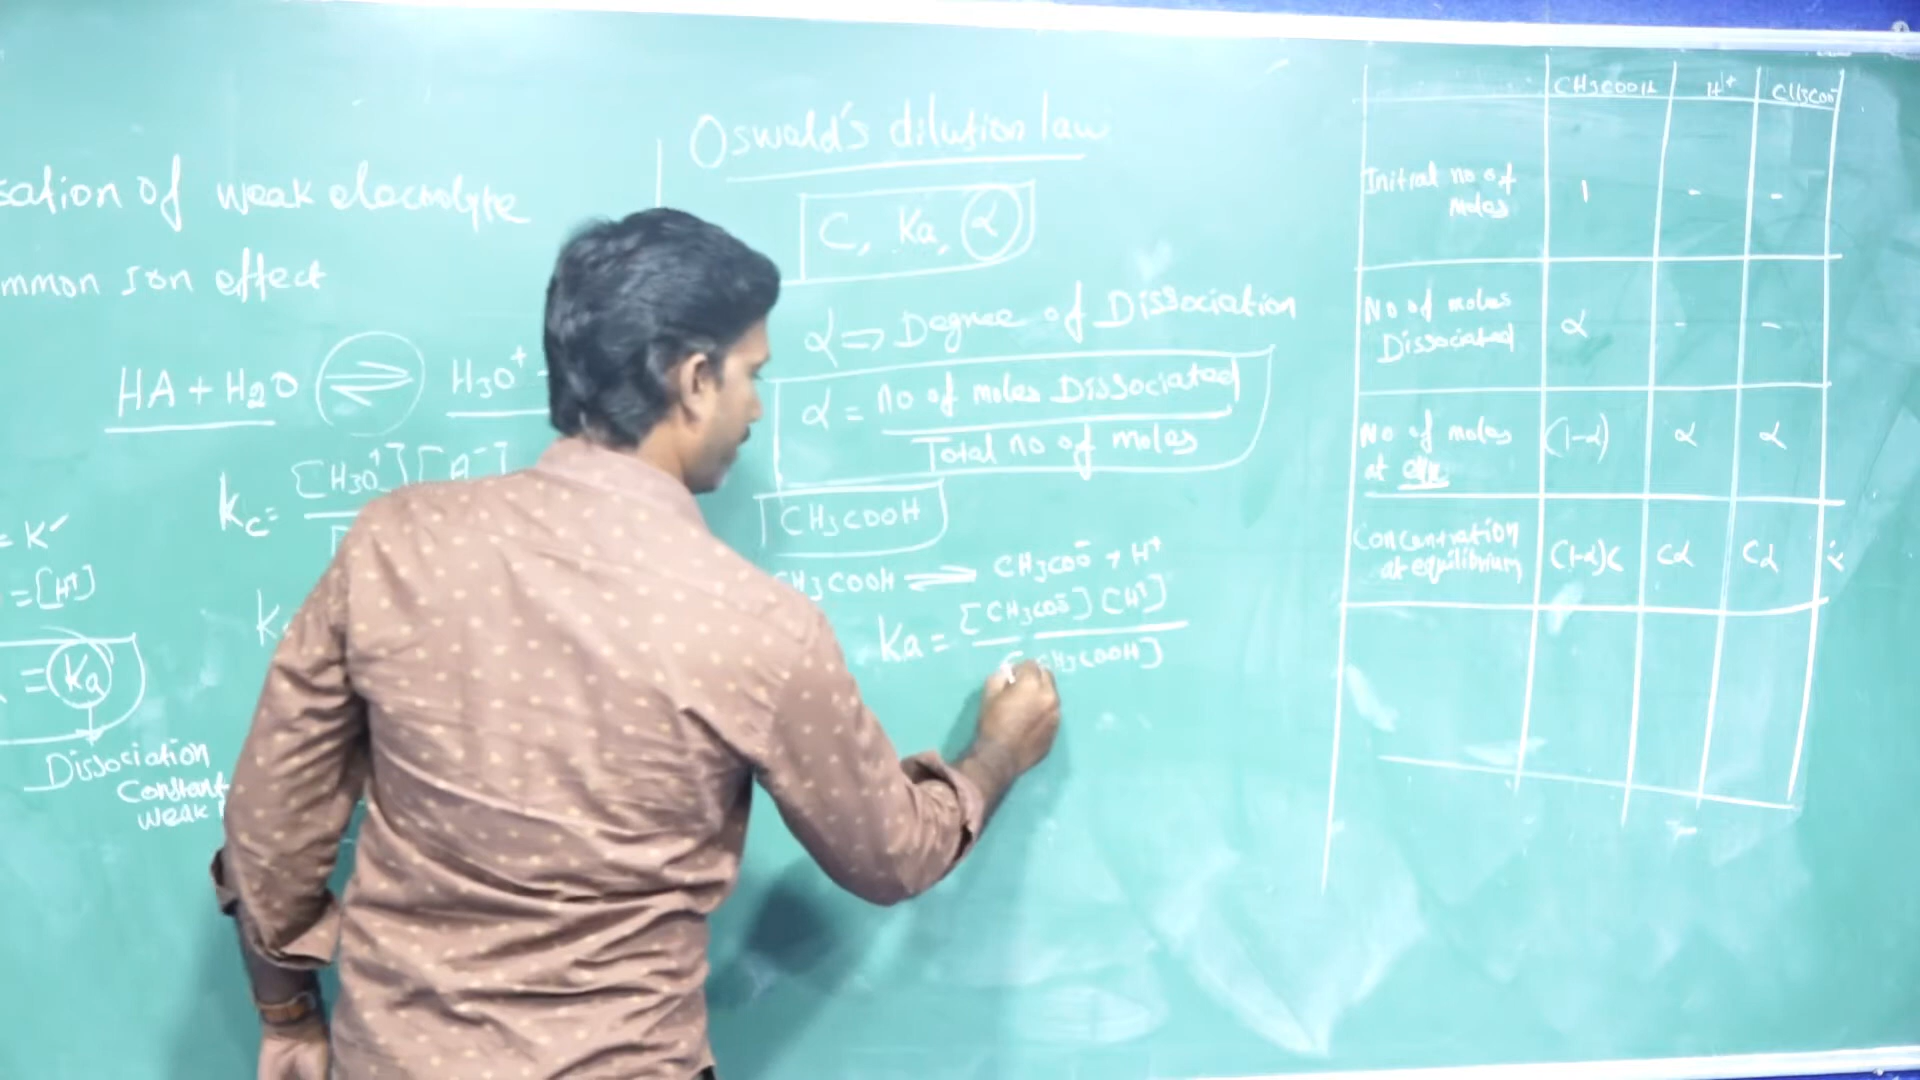 sation of weak electrolyte
mmon Ion effect
HA + H2O ⇌ H3O+
Kc = [H3O+][A-]
= K
= [H+]
= Ka
Dissociation
Constant
weak
Oswald's dilution law
C, Ka, α
α => Degree of Dissociation
α = no of moles Dissociated
Total no of moles
CH3COOH
CH3COOH ⇌ CH3COO- + H+
Ka = [CH3COO-] [H+]
[CH3COOH]
CH3COOH H+ CH3COO-
Initial no of
Moles 1 - -
No of moles
Dissociated α - -
No of moles
at (1-α) α α
Concentration
at equilibrium (1-α)C Cα Cα